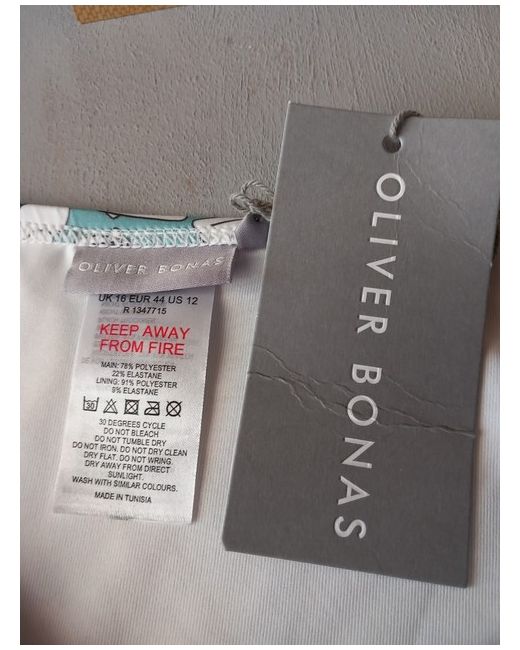 OLIVER BONAS
UK 16 EUR 44 US 12
R 1347715
KEEP AWAY
FROM FIRE
MAIN: 78% POLYESTER
22% ELASTANE
LINING: 91% POLYESTER
9% ELASTANE
30
30 DEGREES CYCLE
DO NOT BLEACH
DO NOT TUMBLE DRY
DO NOT IRON. DO NOT DRY CLEAN
DRY FLAT. DO NOT WRING.
DRY AWAY FROM DIRECT
SUNLIGHT.
WASH WITH SIMILAR COLOURS.
MADE IN TUNISIA
OLIVER BONAS